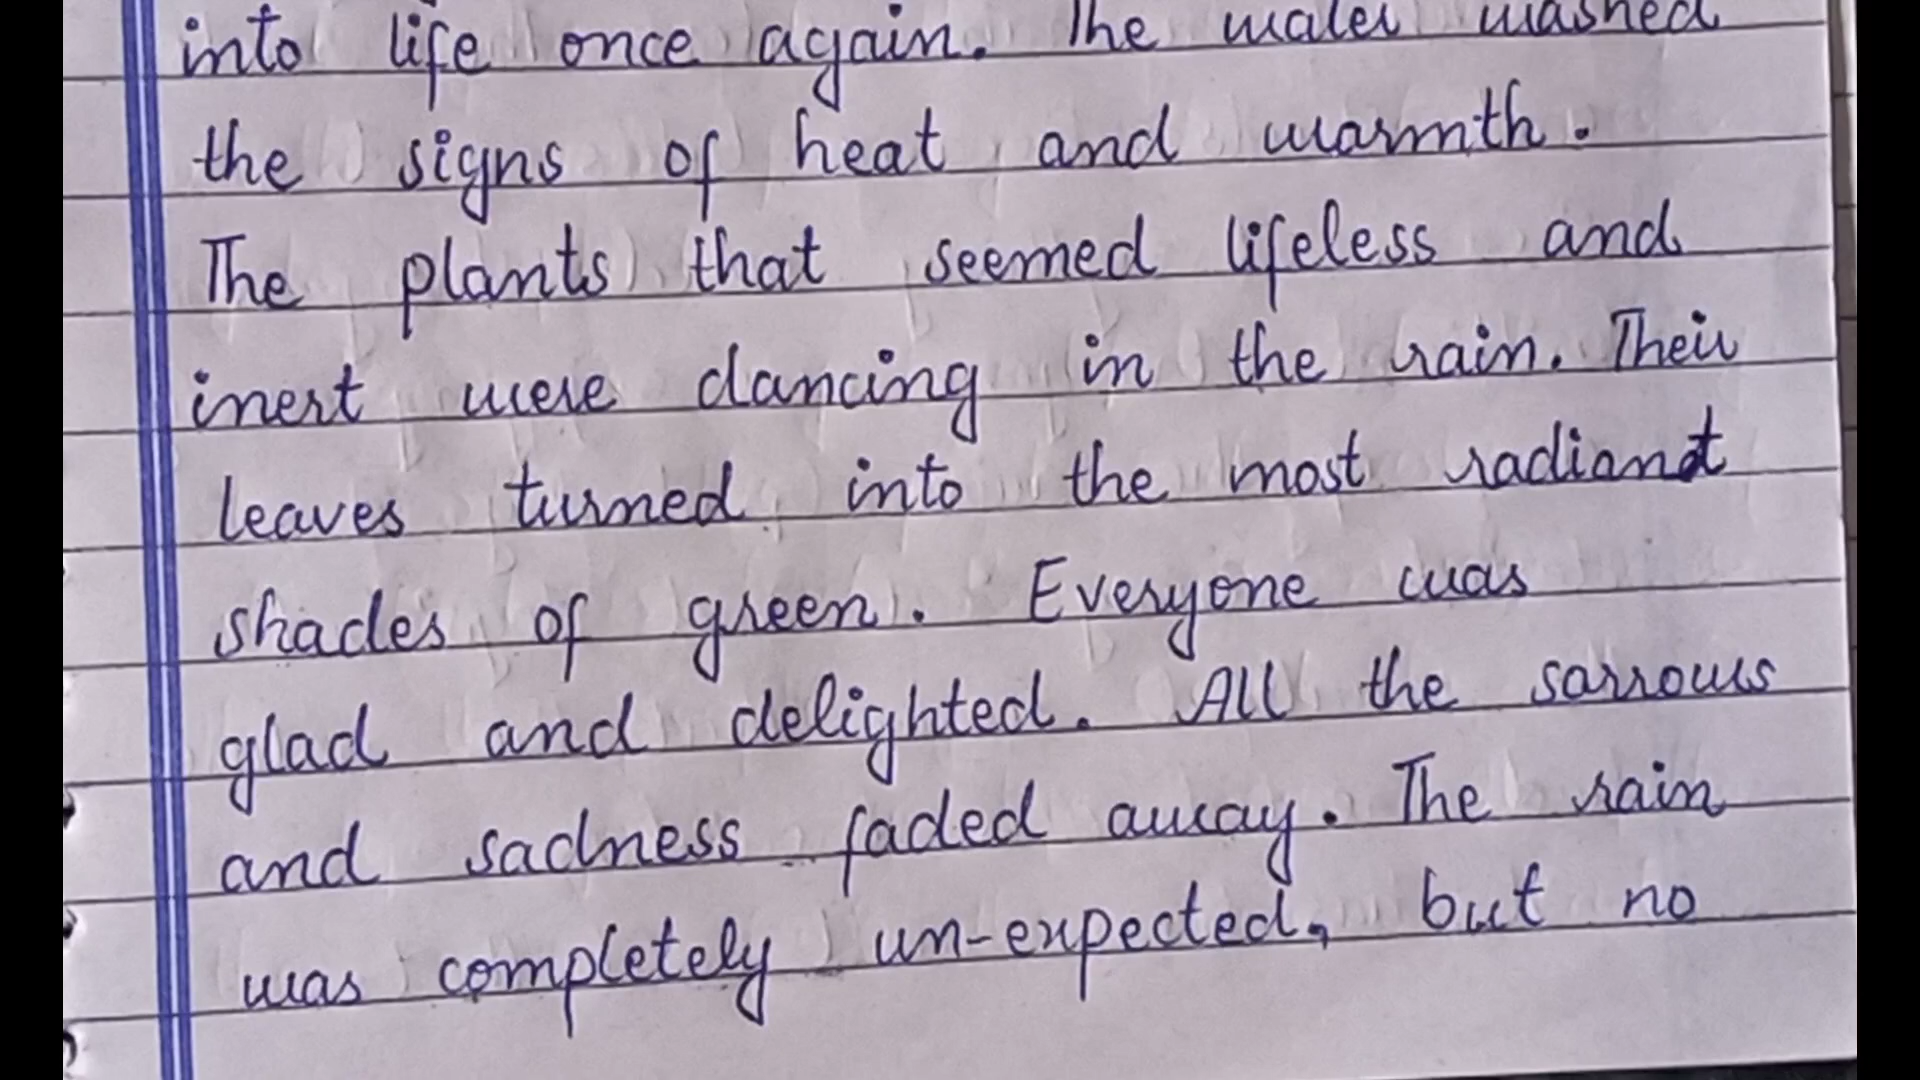 into life once again. The water washed
the signs of heat and warmth.
The plants that seemed lifeless and
inert were dancing in the rain. Their
leaves turned into the most radiant
shades of green. Everyone was
glad and delighted. All the sorrows
and sadness faded away. The rain
was completely un-expected, but no